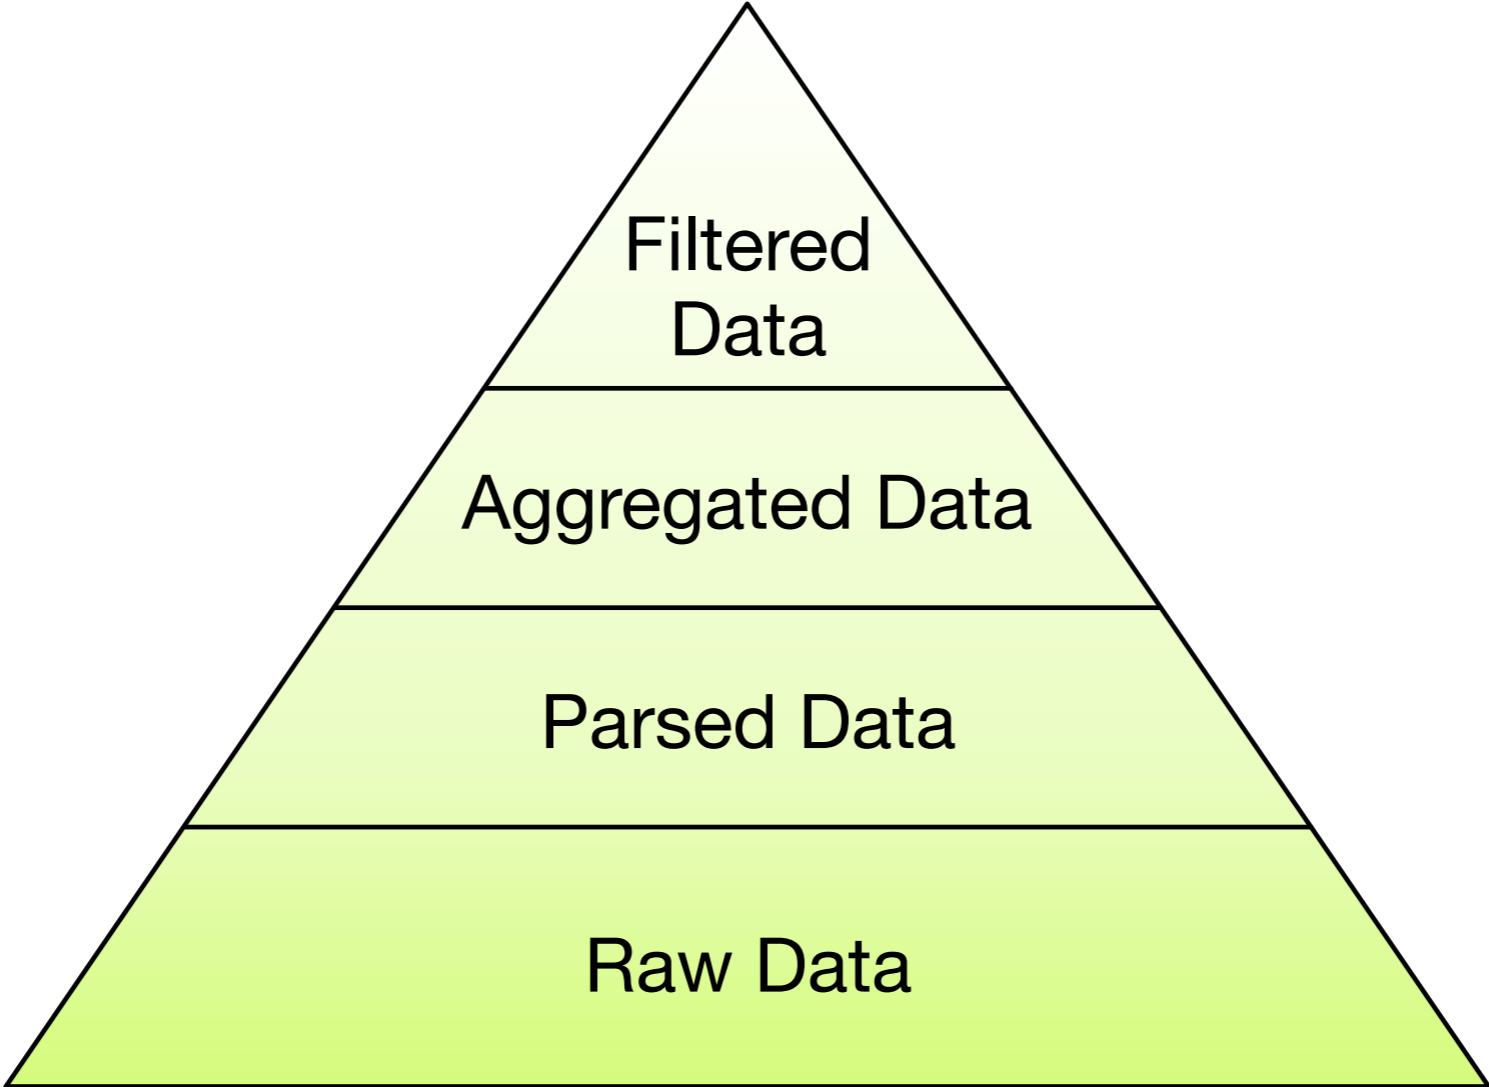 Filtered
Data
Aggregated Data
Parsed Data
Raw Data